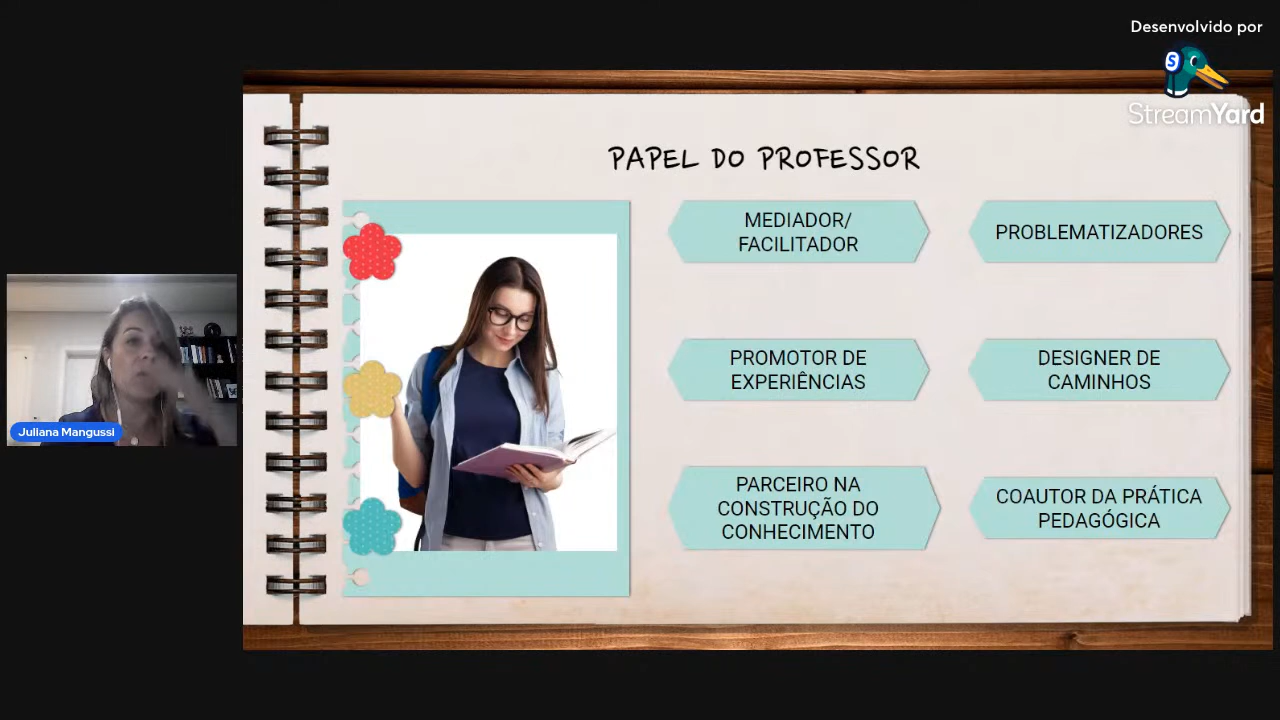 Desenvolvido por
S
StreamYard
PAPEL DO PROFESSOR
MEDIADOR/
FACILITADOR
PROBLEMATIZADORES
PROMOTOR DE
EXPERIÊNCIAS
DESIGNER DE
CAMINHOS
PARCEIRO NA
CONSTRUÇÃO DO
CONHECIMENTO
COAUTOR DA PRÁTICA
PEDAGÓGICA
Juliana Mangussi